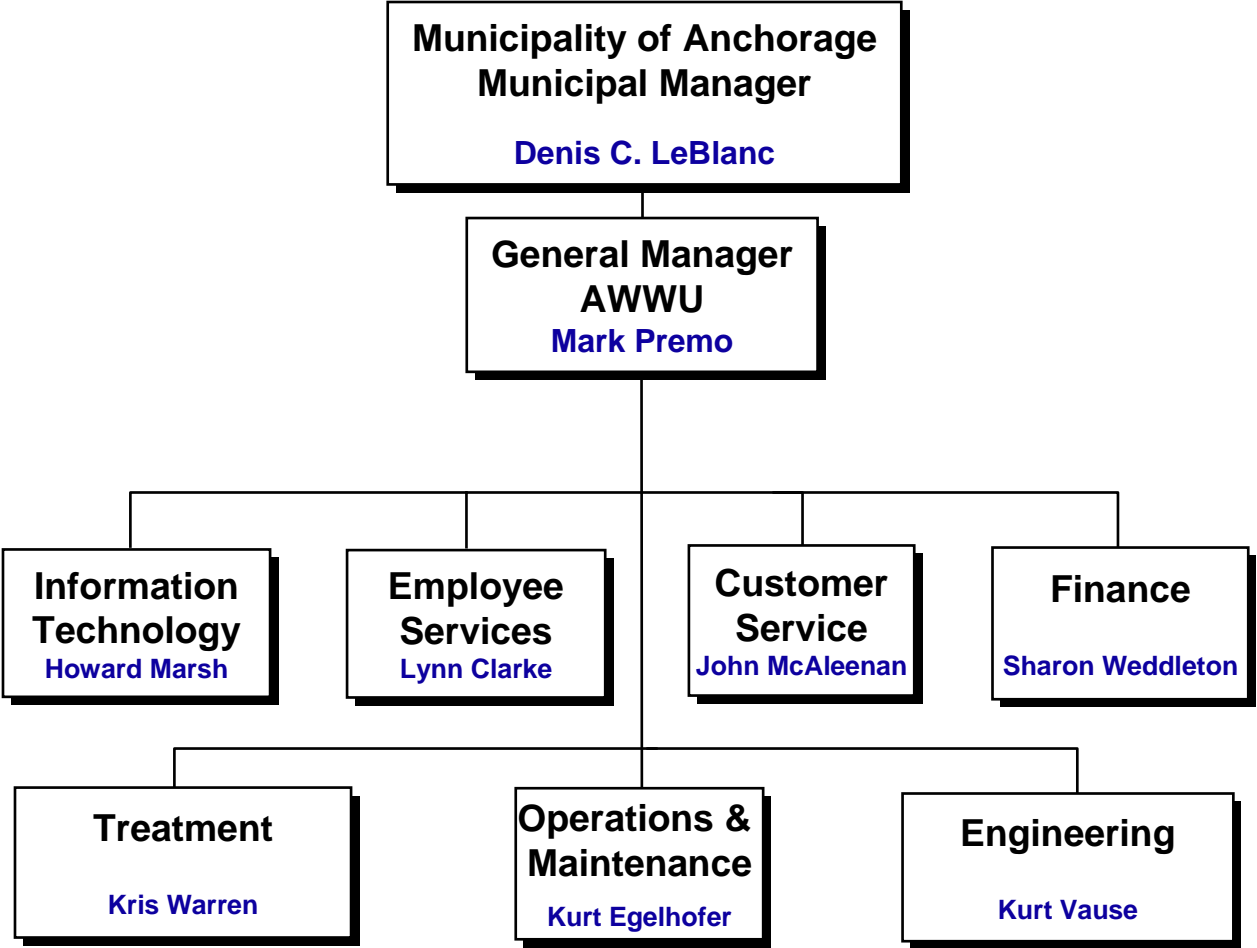 Municipality of Anchorage
Municipal Manager
Denis C. LeBlanc
General Manager
AWWU
Mark Premo
Information
Technology
Howard Marsh
Employee
Services
Lynn Clarke
Customer
Service
John McAleenan
Finance
Sharon Weddleton
Treatment
Kris Warren
Operations &
Maintenance
Kurt Egelhofer
Engineering
Kurt Vause